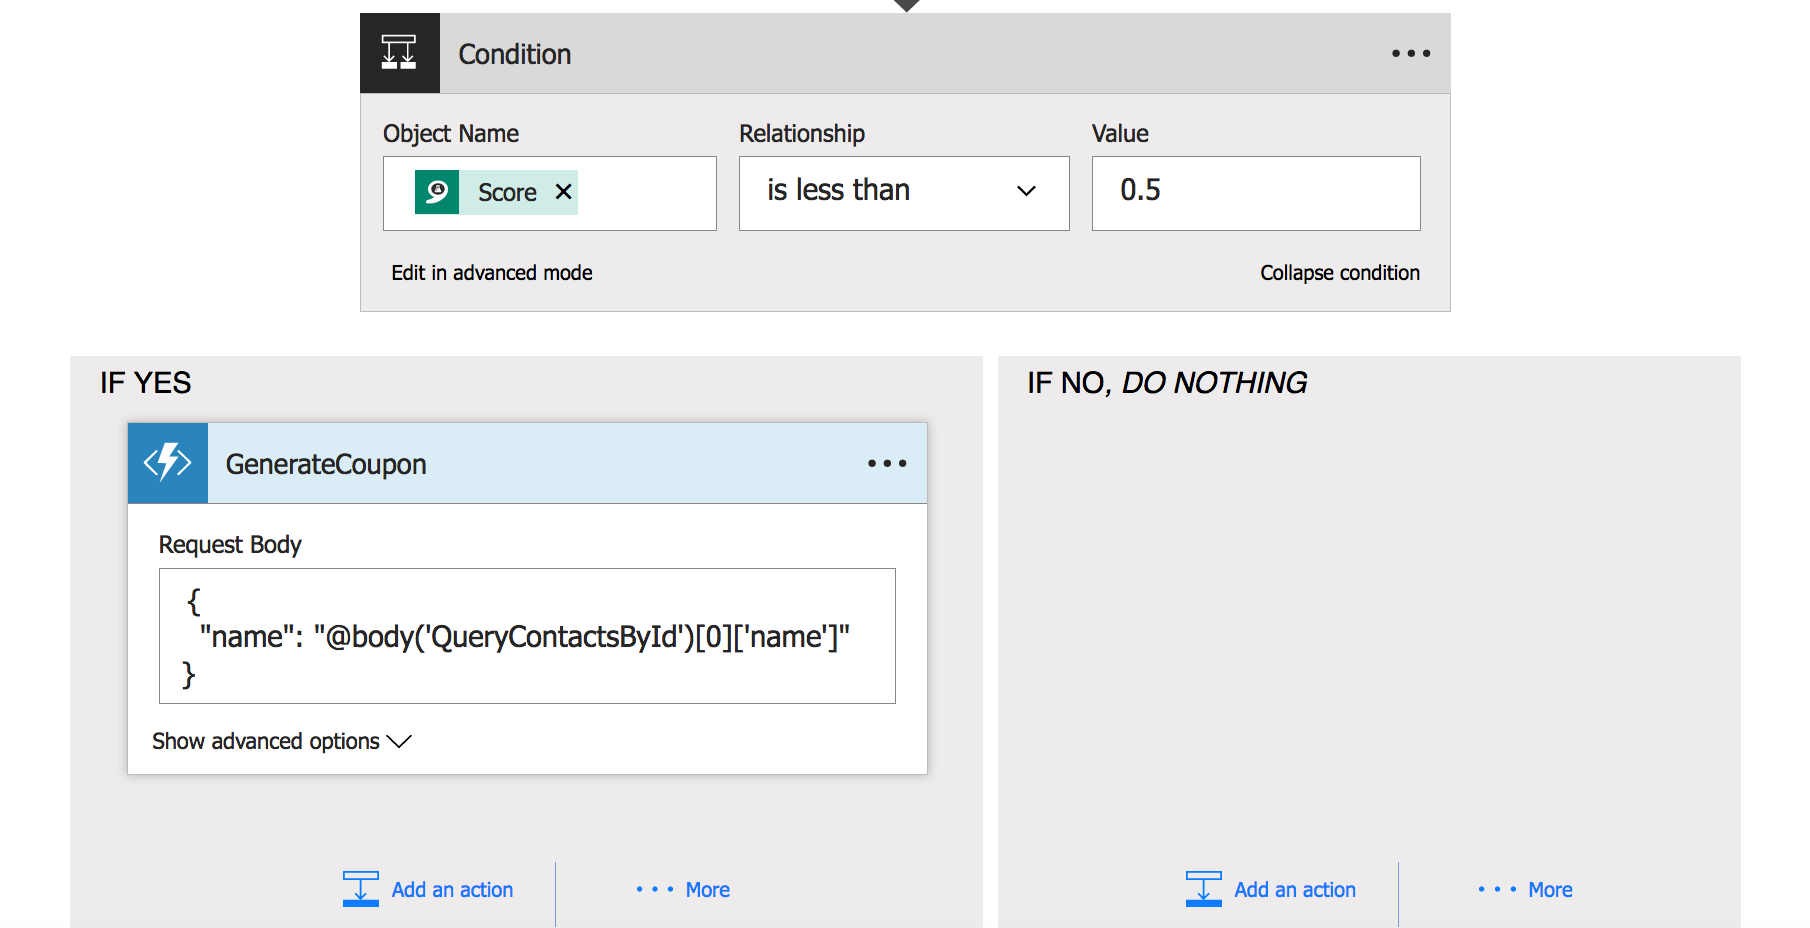 Condition
Object Name
Relationship
Value
Score
is less than
0.5
Edit in advanced mode
Collapse condition
IF YES
IF NO, DO NOTHING
GenerateCoupon
Request Body
{
"name": "@body('QueryContactsById')[0]['name']"
}
Show advanced options
Add an action
More
Add an action
More